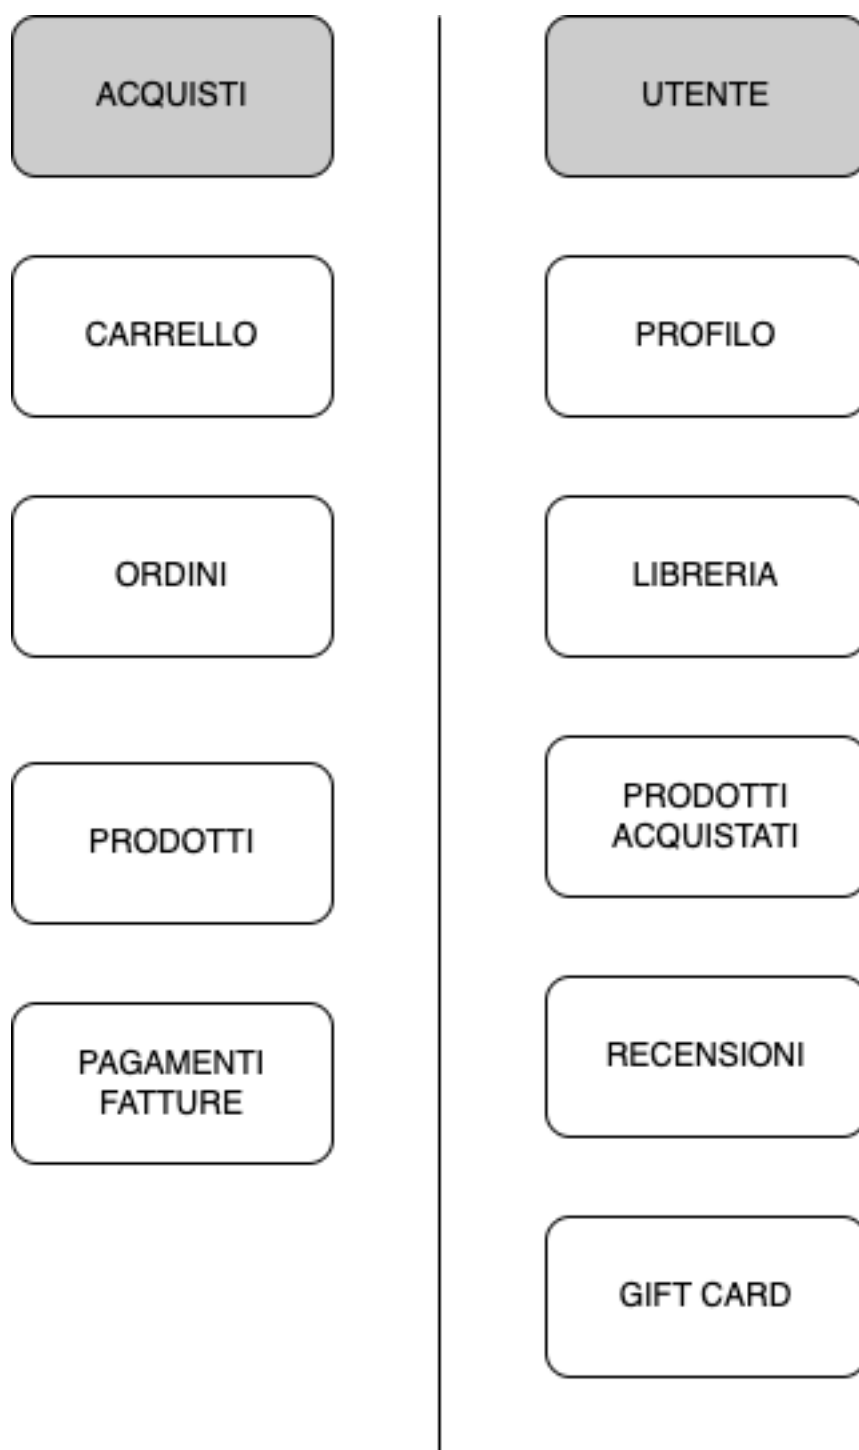 ACQUISTI
CARRELLO
ORDINI
PRODOTTI
PAGAMENTI
FATTURE
UTENTE
PROFILO
LIBRERIA
PRODOTTI
ACQUISTATI
RECENSIONI
GIFT CARD